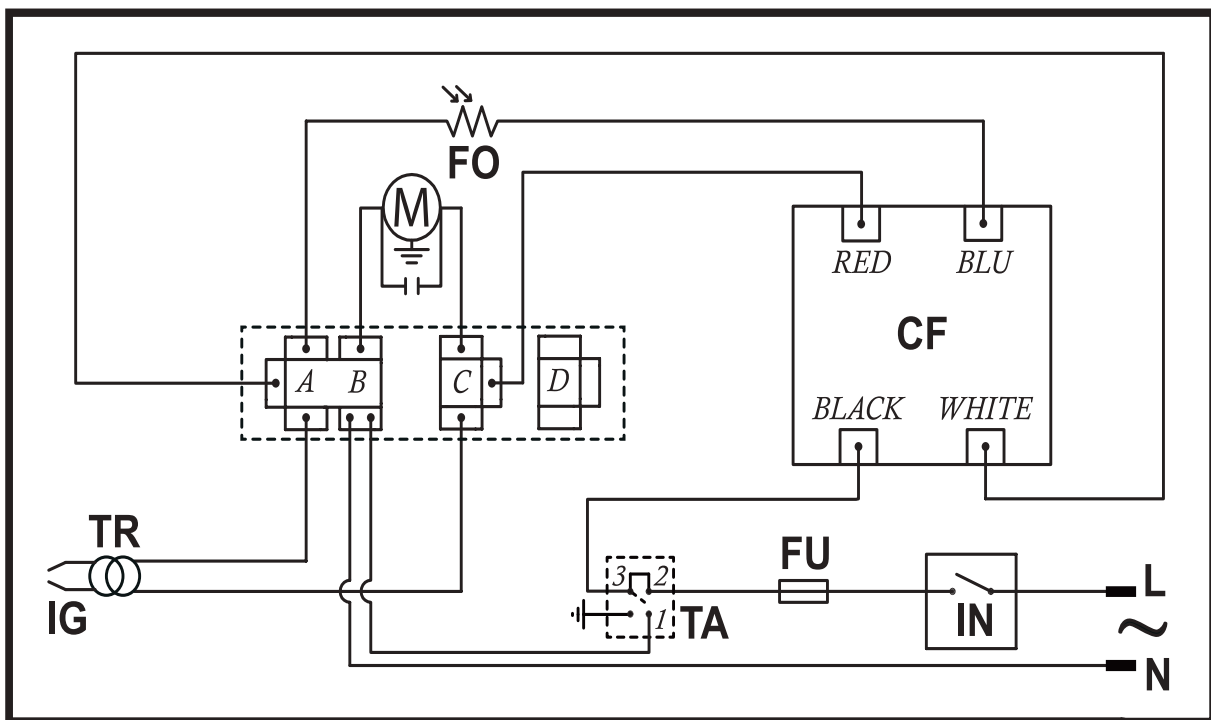 FO
M
RED BLU
CF
A B C D
BLACK WHITE
TR
FU
3 2
L
IG
1 TA
IN
~
N